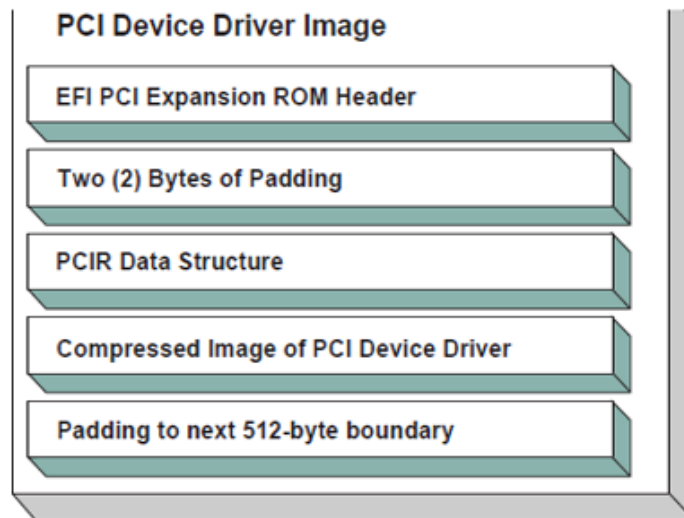 PCI Device Driver Image
EFI PCI Expansion ROM Header
Two (2) Bytes of Padding
PCIR Data Structure
Compressed Image of PCI Device Driver
Padding to next 512-byte boundary